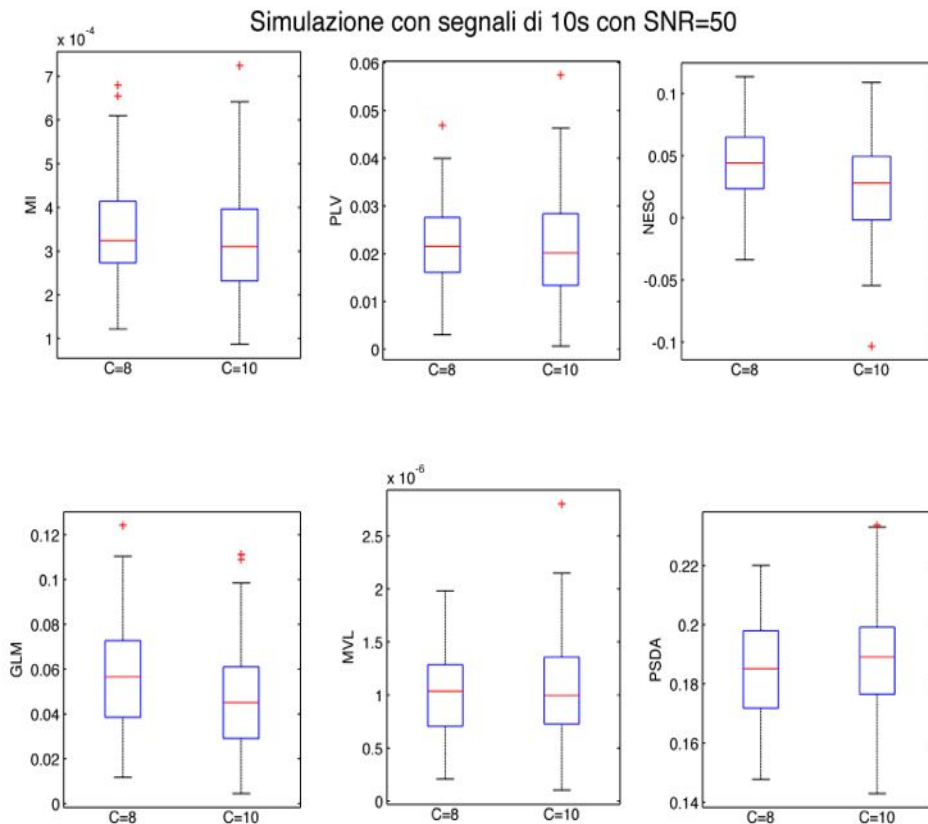 Simulazione con segnali di 10s con SNR=50
x 10^-4
7
6
5
4
3
2
1
MI
C=8 C=10
0.06
0.05
0.04
0.03
0.02
0.01
0
PLV
C=8 C=10
0.1
0.05
0
-0.05
-0.1
NESC
C=8 C=10
0.12
0.1
0.08
0.06
0.04
0.02
0
GLM
C=8 C=10
x 10^-6
2.5
2
1.5
1
0.5
0
MVL
C=8 C=10
0.22
0.2
0.18
0.16
0.14
PSDA
C=8 C=10